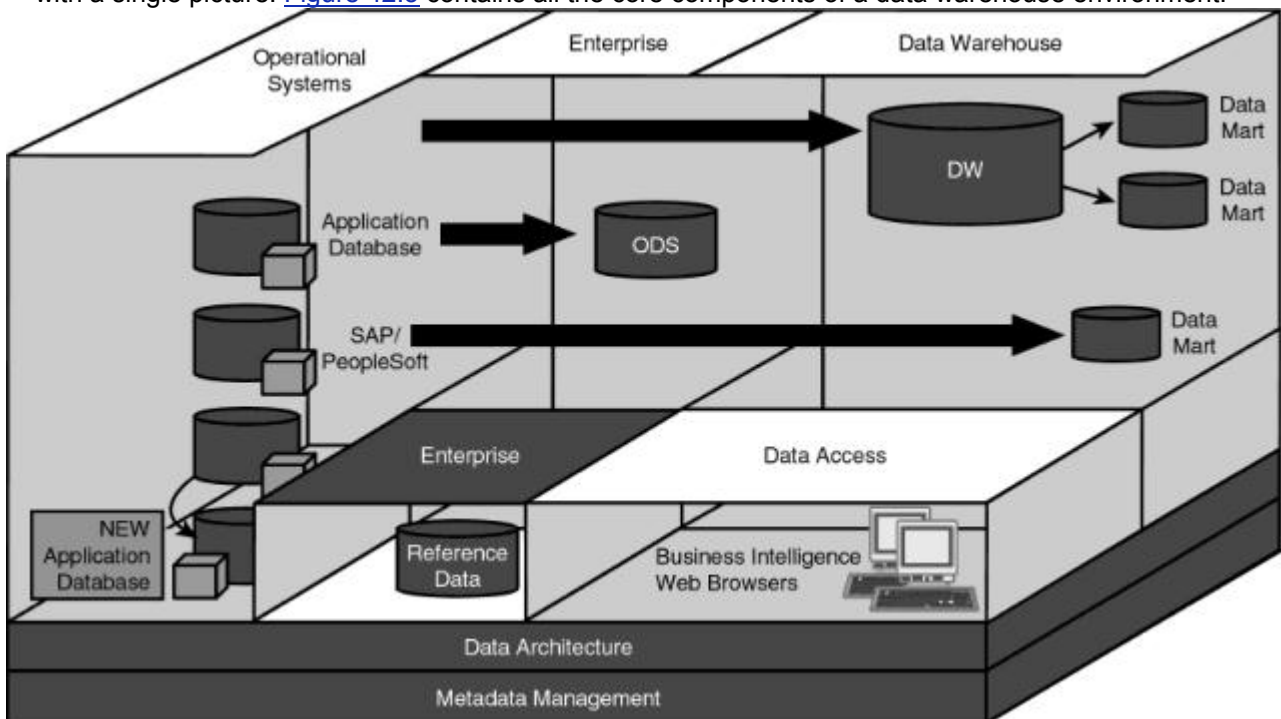 with a single picture. Figure 12.3 contains all the core components of a data warehouse environment.
Operational
Systems
Enterprise
Data Warehouse
Data
Mart
DW
Data
Mart
Application
Database
ODS
SAP/
PeopleSoft
Data
Mart
Enterprise
Data Access
NEW
Application
Database
Reference
Data
Business Intelligence
Web Browsers
Data Architecture
Metadata Management